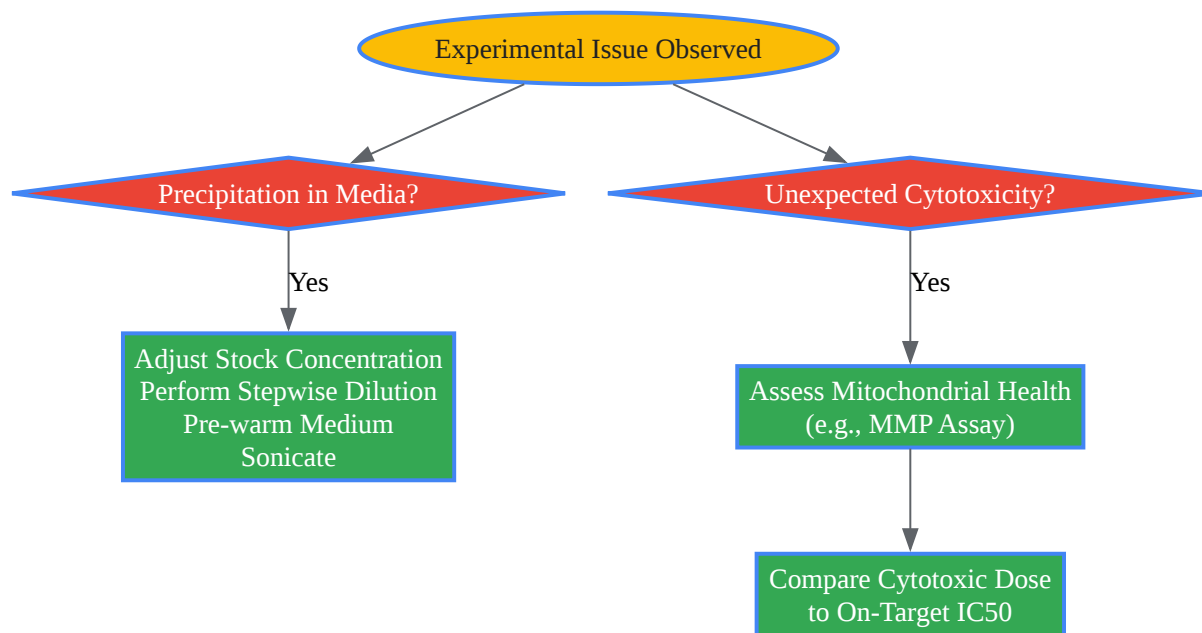 Experimental Issue Observed
Precipitation in Media?
Unexpected Cytotoxicity?
Yes
Yes
Adjust Stock Concentration
Perform Stepwise Dilution
Pre-warm Medium
Sonicate
Assess Mitochondrial Health
(e.g., MMP Assay)
Compare Cytotoxic Dose
to On-Target IC50